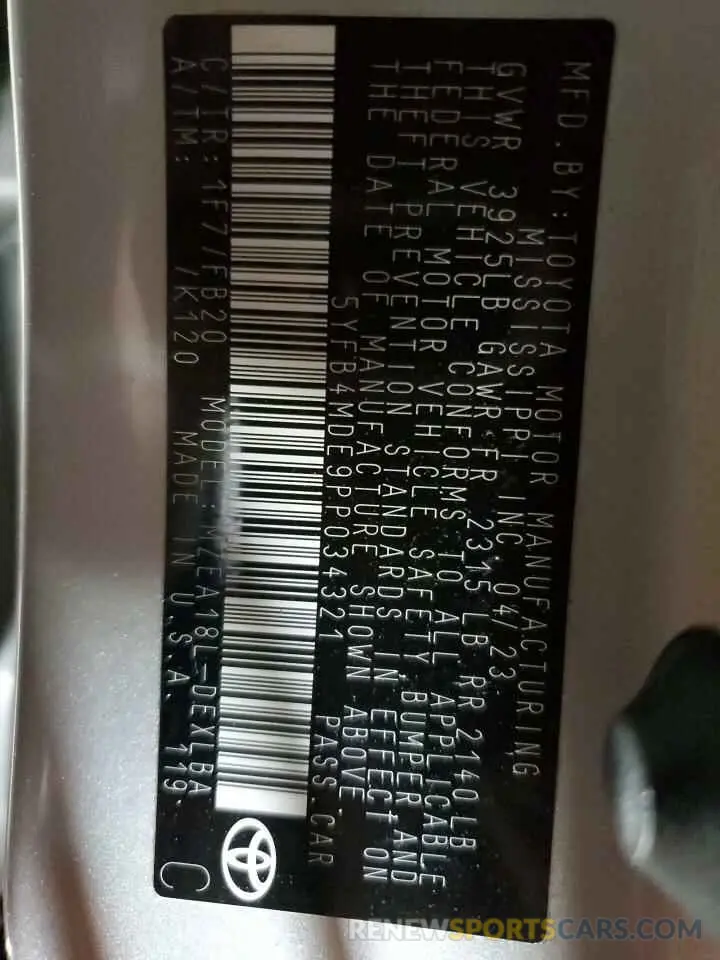 MFD. BY: TOYOTA MOTOR MANUFACTURING
MISSISSIPPI INC. 04/23
GVWR 3925LB GAWR FR 2315 LB RR 2140 LB
THIS VEHICLE CONFORMS TO ALL APPLICABLE
FEDERAL MOTOR VEHICLE SAFETY BUMPER AND
THEFT PREVENTION STANDARDS IN EFFECT ON
THE DATE OF MANUFACTURE SHOWN ABOVE
5YFB4MDE9PP034321 PASS.CAR
C/TR: 1F7/FB20 MODEL: MZEA18L-DEXLBA
A/TM: /K120 MADE IN U.S.A. 119 C
RENEWSPORTSCARS.COM